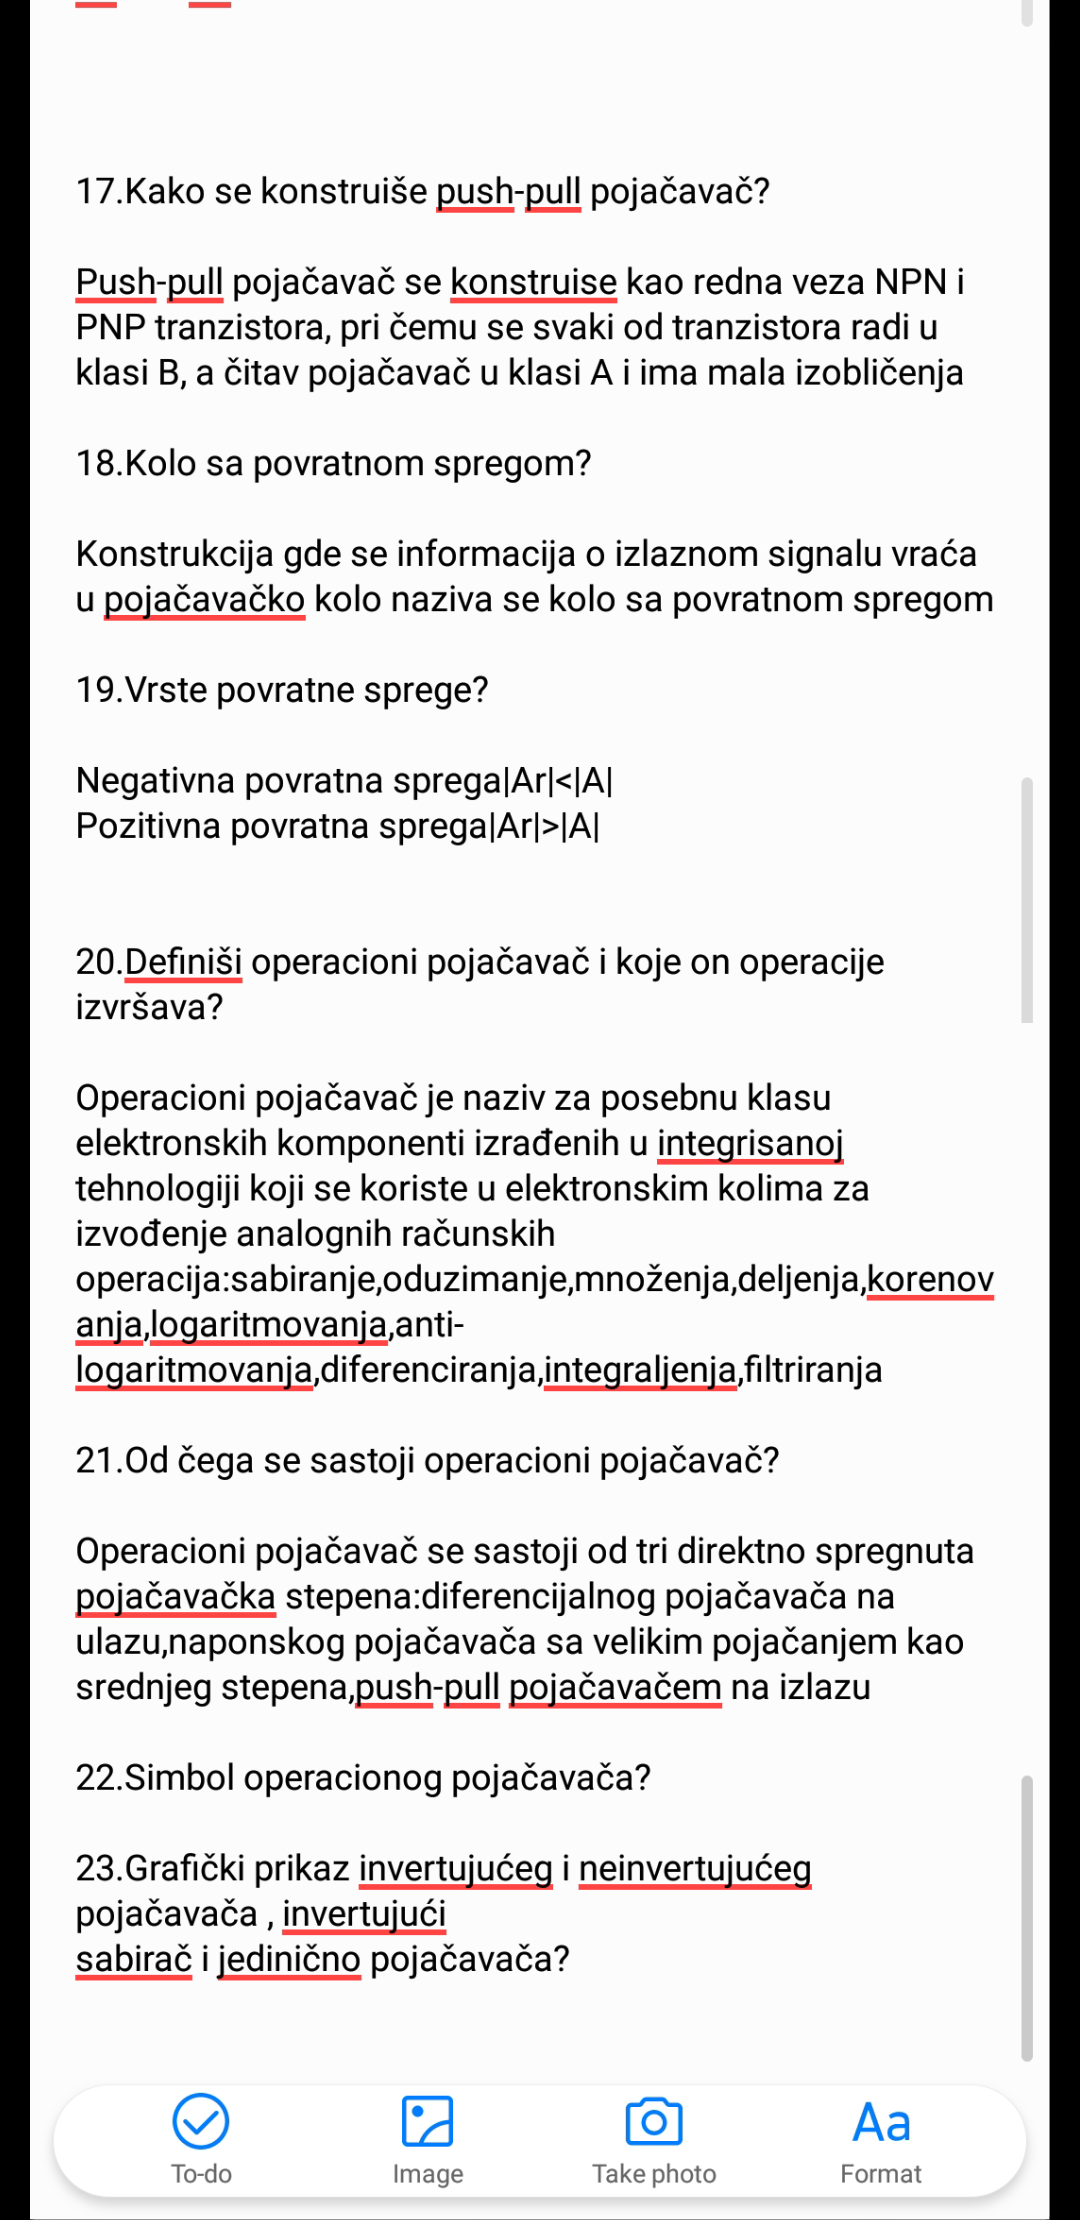 17.Kako se konstruiše push-pull pojačavač?
Push-pull pojačavač se konstruise kao redna veza NPN i
PNP tranzistora, pri čemu se svaki od tranzistora radi u
klasi B, a čitav pojačavač u klasi A i ima mala izobličenja
18.Kolo sa povratnom spregom?
Konstrukcija gde se informacija o izlaznom signalu vraća
u pojačavačko kolo naziva se kolo sa povratnom spregom
19.Vrste povratne sprege?
Negativna povratna sprega|Ar|<|A|
Pozitivna povratna sprega|Ar|>|A|
20.Definiši operacioni pojačavač i koje on operacije
izvršava?
Operacioni pojačavač je naziv za posebnu klasu
elektronskih komponenti izrađenih u integrisanoj
tehnologiji koji se koriste u elektronskim kolima za
izvođenje analognih računskih
operacija:sabiranje,oduzimanje,množenja,deljenja,korenov
anja,logaritmovanja,anti-
logaritmovanja,diferenciranja,integraljenja,filtriranja
21.Od čega se sastoji operacioni pojačavač?
Operacioni pojačavač se sastoji od tri direktno spregnuta
pojačavačka stepena:diferencijalnog pojačavača na
ulazu,naponskog pojačavača sa velikim pojačanjem kao
srednjeg stepena,push-pull pojačavačem na izlazu
22.Simbol operacionog pojačavača?
23.Grafički prikaz invertujućeg i neinvertujućeg
pojačavača , invertujući
sabirač i jedinično pojačavača?
To-do Image Take photo Format